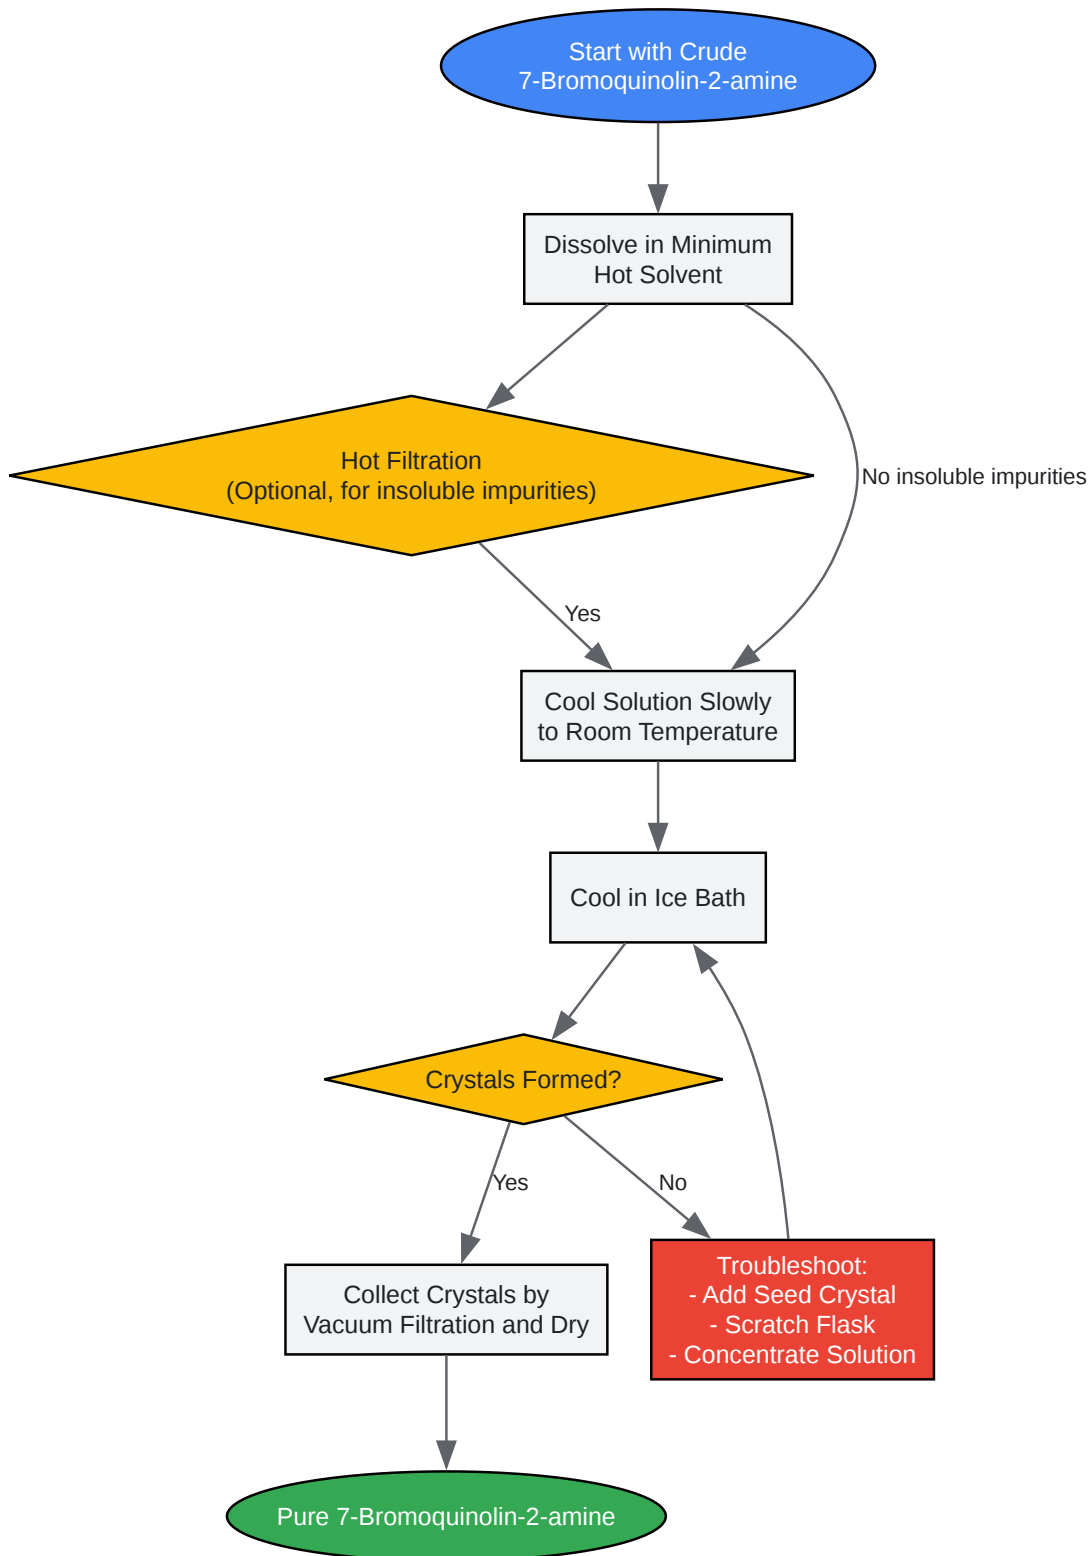 Start with Crude
7-Bromoquinolin-2-amine
Dissolve in Minimum
Hot Solvent
Hot Filtration
(Optional, for insoluble impurities)
No insoluble impurities
Yes
Cool Solution Slowly
to Room Temperature
Cool in Ice Bath
Crystals Formed?
Yes
No
Collect Crystals by
Vacuum Filtration and Dry
Troubleshoot:
- Add Seed Crystal
- Scratch Flask
- Concentrate Solution
Pure 7-Bromoquinolin-2-amine